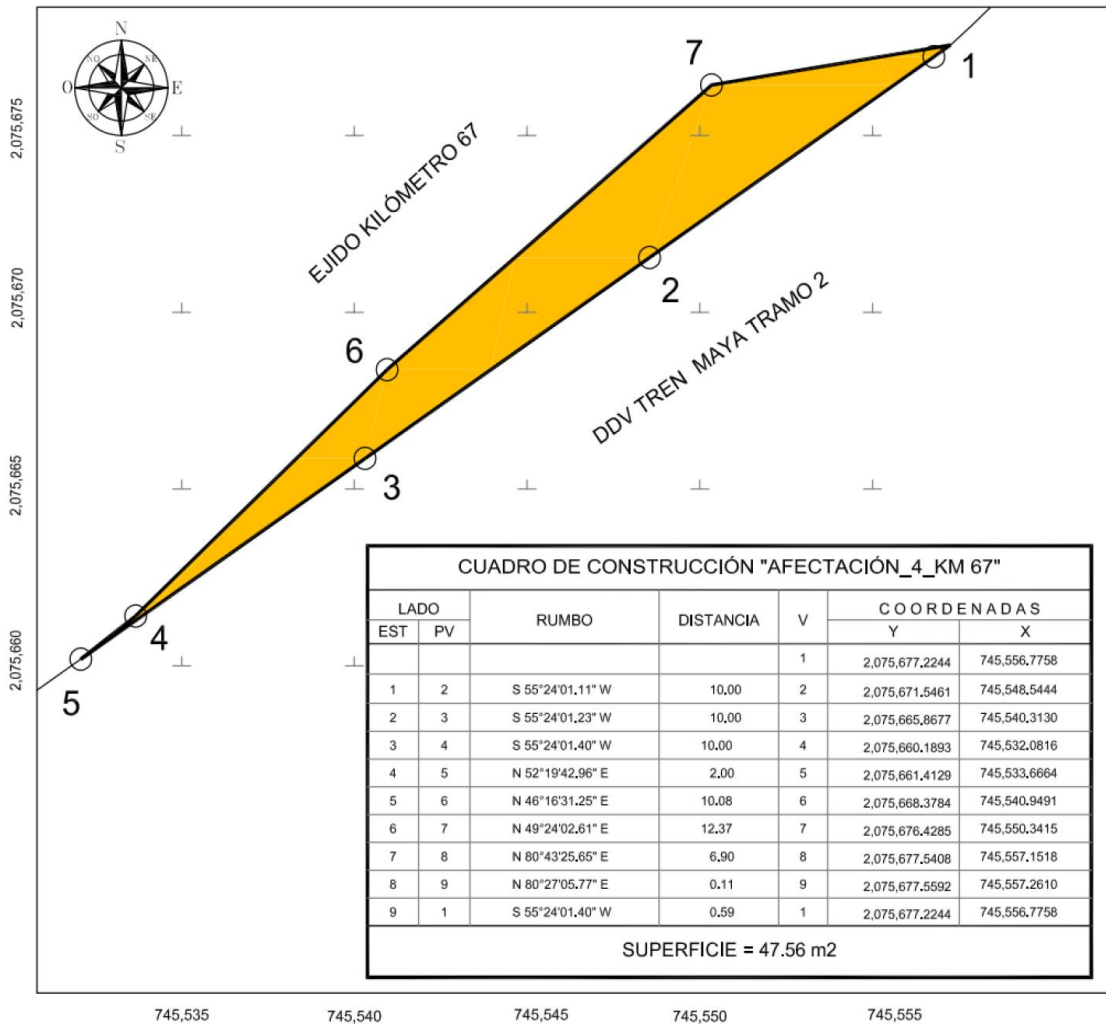 N
NO NE
O E
SO SE
S
7
1
2,075,675
EJIDO KILÓMETRO 67
2
2,075,670
6
DDV TREN MAYA TRAMO 2
3
2,075,665
4
2,075,660
5
CUADRO DE CONSTRUCCIÓN "AFECTACIÓN_4_KM 67"
LADO RUMBO DISTANCIA V COORDENADAS
EST PV Y X
1 2,075,677.2244 745,556.7758
1 2 S 55°24'01.11" W 10.00 2 2,075,671.5461 745,548.5444
2 3 S 55°24'01.23" W 10.00 3 2,075,665.8677 745,540.3130
3 4 S 55°24'01.40" W 10.00 4 2,075,660.1893 745,532.0816
4 5 N 52°19'42.96" E 2.00 5 2,075,661.4129 745,533.6664
5 6 N 46°16'31.25" E 10.08 6 2,075,668.3784 745,540.9491
6 7 N 49°24'02.61" E 12.37 7 2,075,676.4285 745,550.3415
7 8 N 80°43'25.65" E 6.90 8 2,075,677.5408 745,557.1518
8 9 N 80°27'05.77" E 0.11 9 2,075,677.5592 745,557.2610
9 1 S 55°24'01.40" W 0.59 1 2,075,677.2244 745,556.7758
SUPERFICIE = 47.56 m2
745,535 745,540 745,545 745,550 745,555